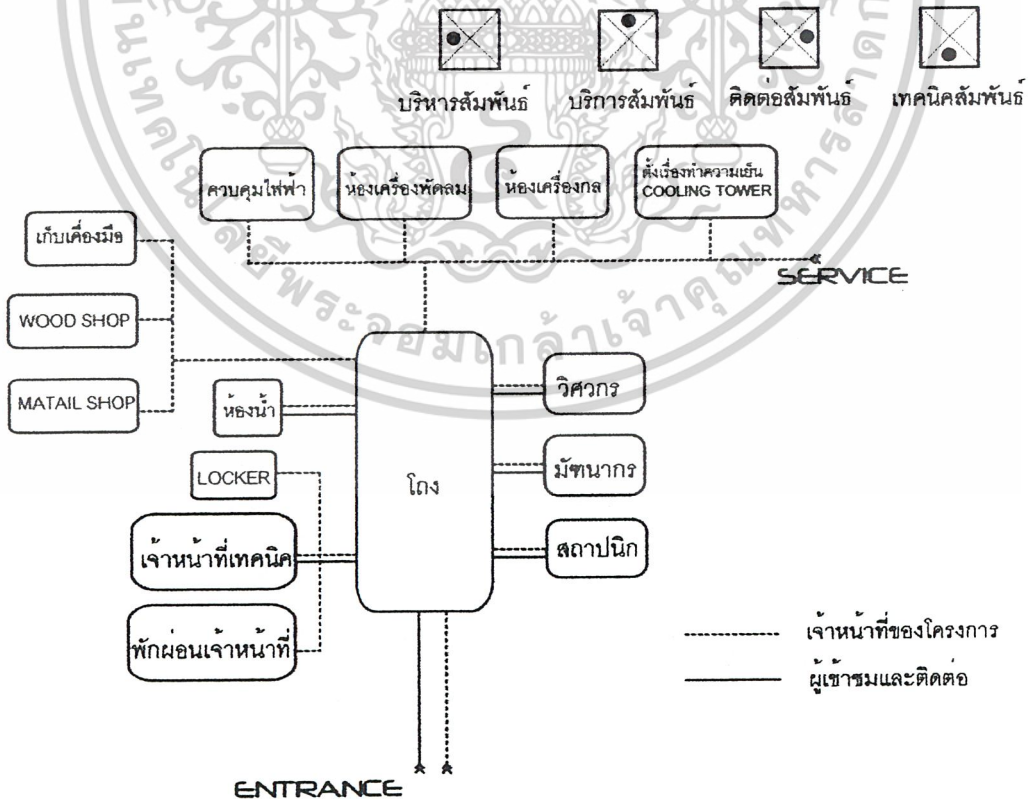 บริหารสัมพันธ์ บริการสัมพันธ์ ติดต่อสัมพันธ์ เทคนิคสัมพันธ์
ควบคุมไฟฟ้า
ห้องเครื่องพัดลม
ห้องเครื่องกล
ตั้งเรื่องทำความเย็น
COOLING TOWER
SERVICE
เก็บเคื่องมือ
WOOD SHOP
MATAIL SHOP
ห้องน้ำ
LOCKER
เจ้าหน้าที่เทคนิค
พักผ่อนเจ้าหน้าที่
โถง
วิศวกร
มัฑนากร
สถาปนิก
เจ้าหน้าที่ของโครงการ
ผู้เข้าชมและติดต่อ
ENTRANCE